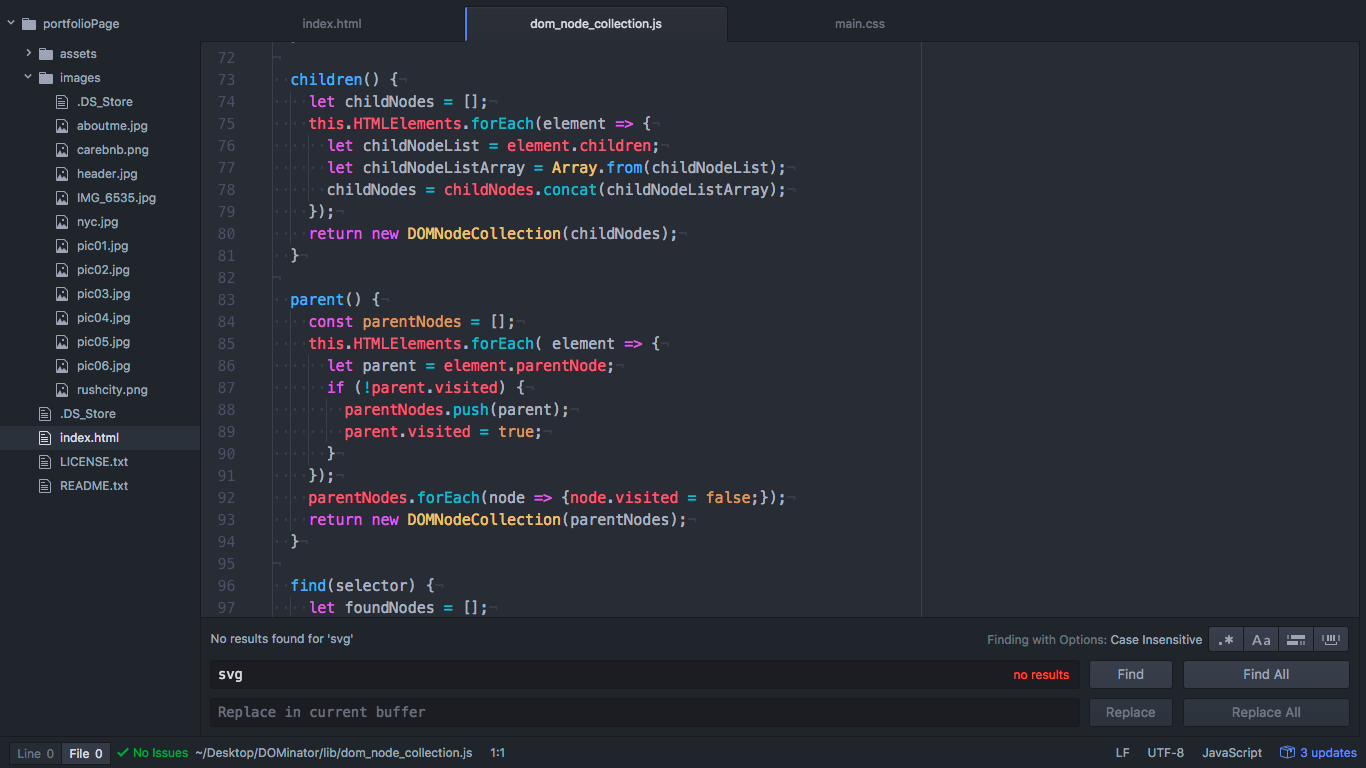 portfolioPage
assets
images
.DS_Store
aboutme.jpg
carebnb.png
header.jpg
IMG_6535.jpg
nyc.jpg
pic01.jpg
pic02.jpg
pic03.jpg
pic04.jpg
pic05.jpg
pic06.jpg
rushcity.png
.DS_Store
index.html
LICENSE.txt
README.txt
index.html dom_node_collection.js main.css
72
73 children() {
74 let childNodes = [];
75 this.HTMLElements.forEach(element => {
76 let childNodeList = element.children;
77 let childNodeListArray = Array.from(childNodeList);
78 childNodes = childNodes.concat(childNodeListArray);
79 });
80 return new DOMNodeCollection(childNodes);
81 }
82
83 parent() {
84 const parentNodes = [];
85 this.HTMLElements.forEach( element => {
86 let parent = element.parentNode;
87 if (!parent.visited) {
88 parentNodes.push(parent);
89 parent.visited = true;
90 }
91 });
92 parentNodes.forEach(node => {node.visited = false;});
93 return new DOMNodeCollection(parentNodes);
94 }
95
96 find(selector) {
97 let foundNodes = [];
No results found for 'svg' Finding with Options: Case Insensitive .* Aa
svg no results Find Find All
Replace in current buffer Replace Replace All
Line 0 File 0 No Issues ~/Desktop/DOMinator/lib/dom_node_collection.js 1:1 LF UTF-8 JavaScript 3 updates